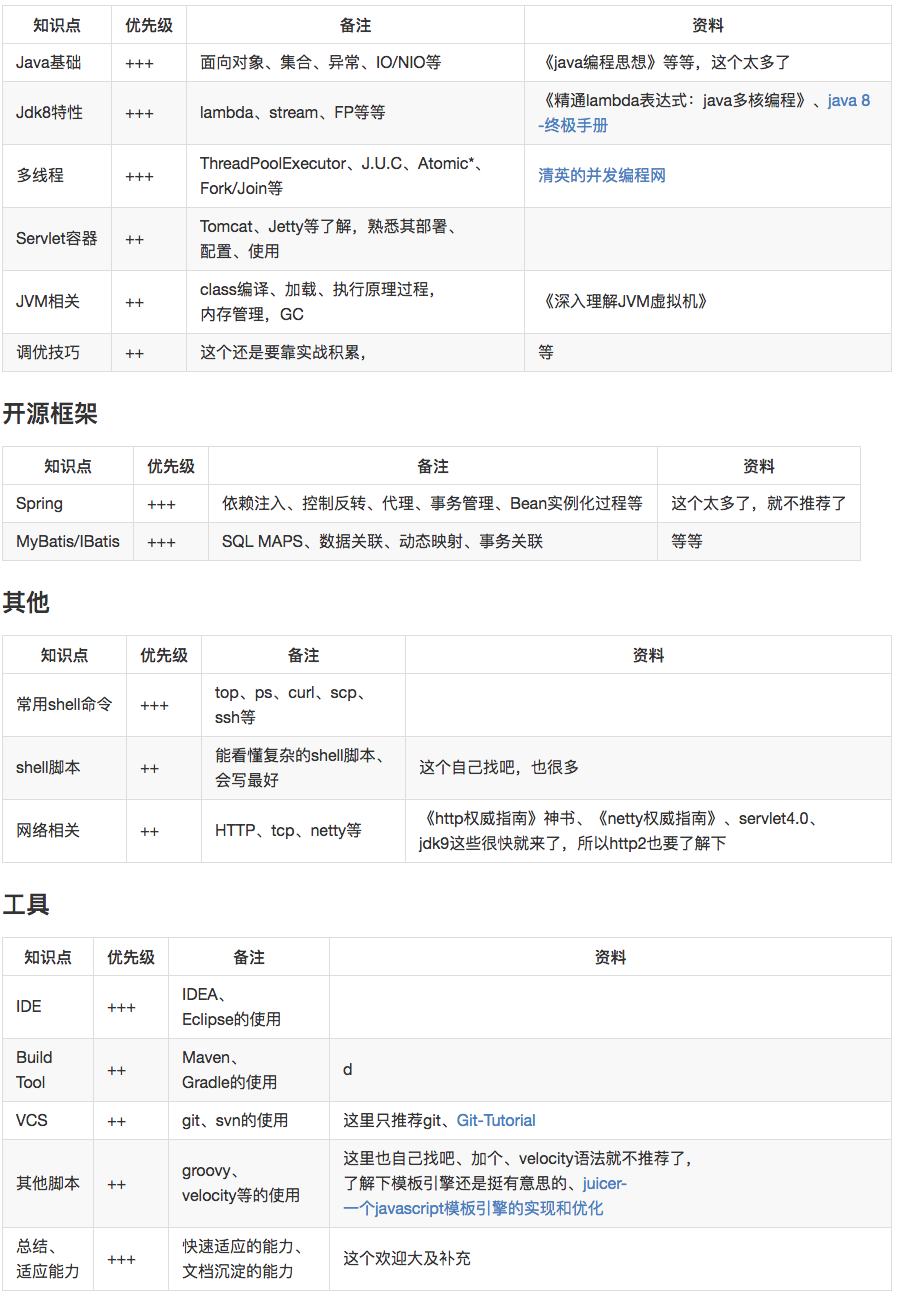 知识点 优先级 备注 资料
Java基础 +++ 面向对象、集合、异常、IO/NIO等 《java编程思想》等等，这个太多了
Jdk8特性 +++ lambda、stream、FP等等 《精通lambda表达式：java多核编程》、java 8
-终极手册
多线程 +++ ThreadPoolExecutor、J.U.C、Atomic*、
Fork/Join等 清英的并发编程网
Servlet容器 ++ Tomcat、Jetty等了解，熟悉其部署、
配置、使用
JVM相关 ++ class编译、加载、执行原理过程，
内存管理，GC 《深入理解JVM虚拟机》
调优技巧 ++ 这个还是要靠实战积累， 等
开源框架
知识点 优先级 备注 资料
Spring +++ 依赖注入、控制反转、代理、事务管理、Bean实例化过程等 这个太多了，就不推荐了
MyBatis/IBatis +++ SQL MAPS、数据关联、动态映射、事务关联 等等
其他
知识点 优先级 备注 资料
常用shell命令 +++ top、ps、curl、scp、
ssh等
shell脚本 ++ 能看懂复杂的shell脚本、
会写最好 这个自己找吧，也很多
网络相关 ++ HTTP、tcp、netty等 《http权威指南》神书、《netty权威指南》、servlet4.0、
jdk9这些很快就来了，所以http2也要了解下
工具
知识点 优先级 备注 资料
IDE +++ IDEA、
Eclipse的使用
Build
Tool ++ Maven、
Gradle的使用 d
VCS ++ git、svn的使用 这里只推荐git、Git-Tutorial
其他脚本 ++ groovy、
velocity等的使用 这里也自己找吧、加个、velocity语法就不推荐了，
了解下模板引擎还是挺有意思的、juicer-
一个javascript模板引擎的实现和优化
总结、
适应能力 +++ 快速适应的能力、
文档沉淀的能力 这个欢迎大及补充